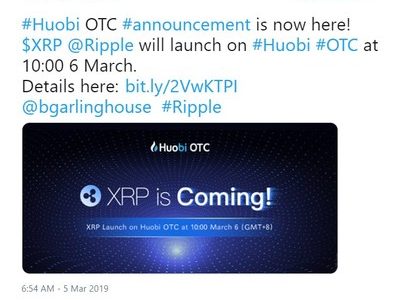 #Huobi OTC #announcement is now here!
$XRP @Ripple will launch on #Huobi #OTC at
10:00 6 March.
Details here: bit.ly/2VwKTPI
@bgarlinghouse #Ripple
Huobi OTC
XRP is Coming!
XRP Launch on Huobi OTC at 10:00 March 6 (GMT+8)
6:54 AM - 5 Mar 2019